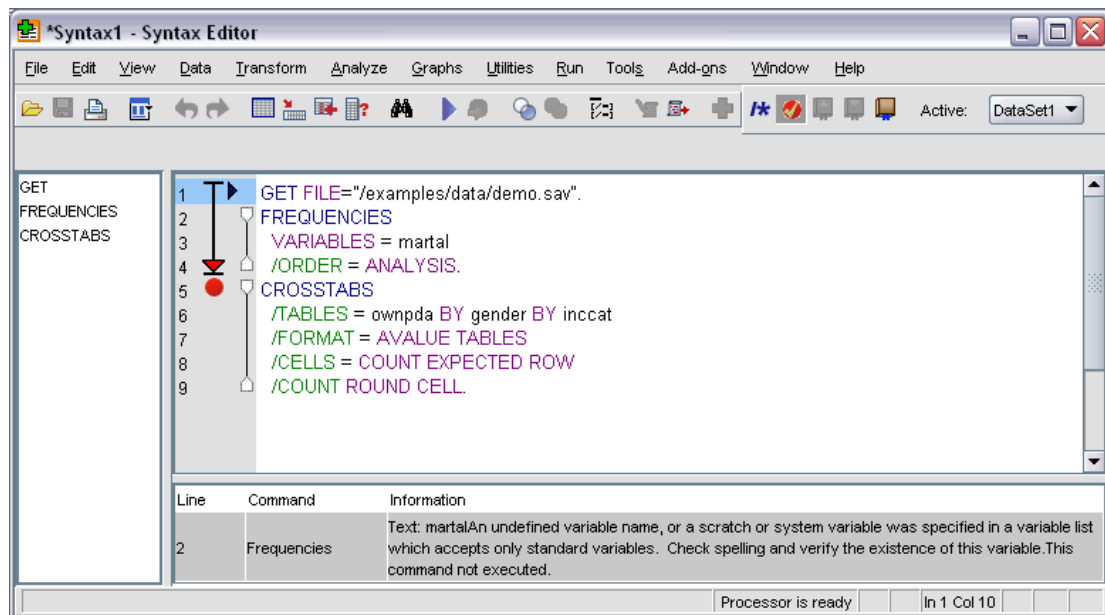 *Syntax1 - Syntax Editor
File Edit View Data Transform Analyze Graphs Utilities Run Tools Add-ons Window Help
Active: DataSet1
GET
FREQUENCIES
CROSSTABS
1 GET FILE="/examples/data/demo.sav".
2 FREQUENCIES
3 VARIABLES = martal
4 /ORDER = ANALYSIS.
5 CROSSTABS
6 /TABLES = ownpda BY gender BY inccat
7 /FORMAT = AVALUE TABLES
8 /CELLS = COUNT EXPECTED ROW
9 /COUNT ROUND CELL.
Line Command Information
2 Frequencies Text: martalAn undefined variable name, or a scratch or system variable was specified in a variable list
which accepts only standard variables.  Check spelling and verify the existence of this variable.This
command not executed.
Processor is ready In 1 Col 10